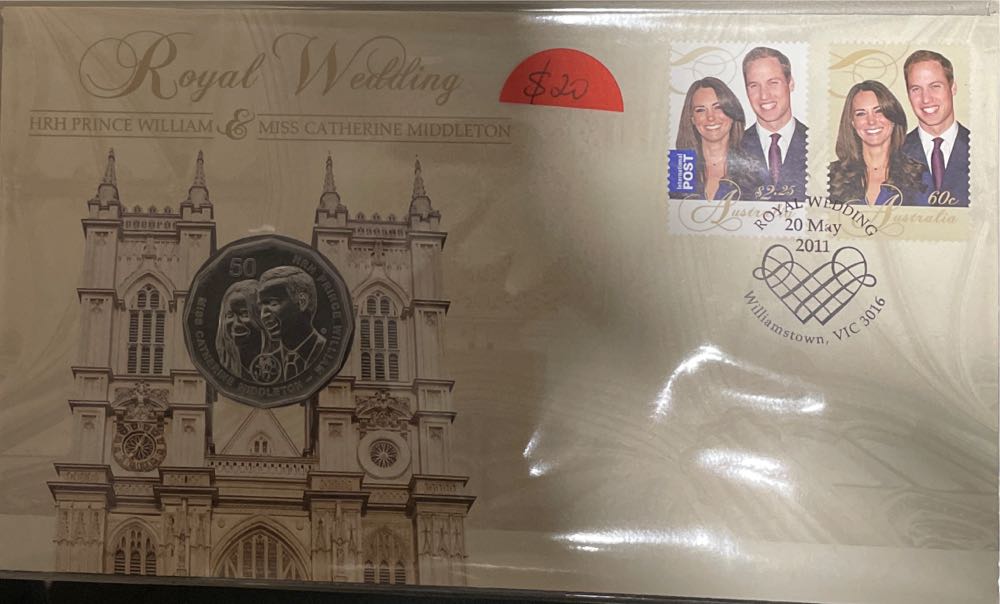 Royal Wedding
HRH PRINCE WILLIAM & MISS CATHERINE MIDDLETON
$20
50
HRH PRINCE WILLIAM
MISS CATHERINE MIDDLETON
International
POST
$2.25
Australia
60c
Australia
ROYAL WEDDING
20 May
2011
Williamstown, VIC 3016